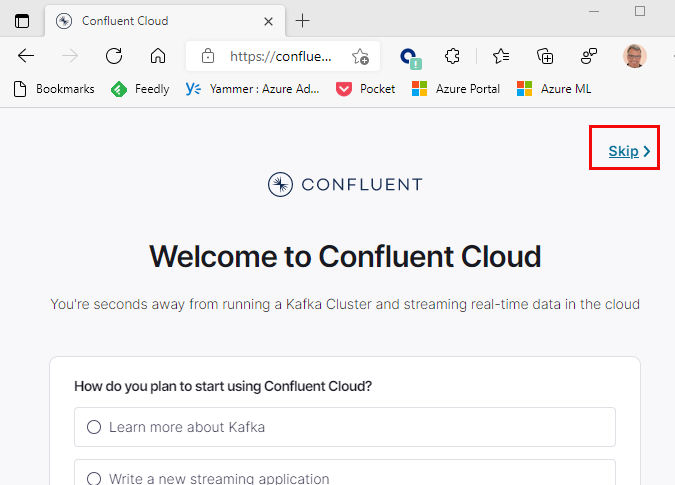 Confluent Cloud
https://conflue...
Bookmarks Feedly Yammer : Azure Ad... Pocket Azure Portal Azure ML
Skip
CONFLUENT
Welcome to Confluent Cloud
You're seconds away from running a Kafka Cluster and streaming real-time data in the cloud
How do you plan to start using Confluent Cloud?
Learn more about Kafka
Write a new streaming application